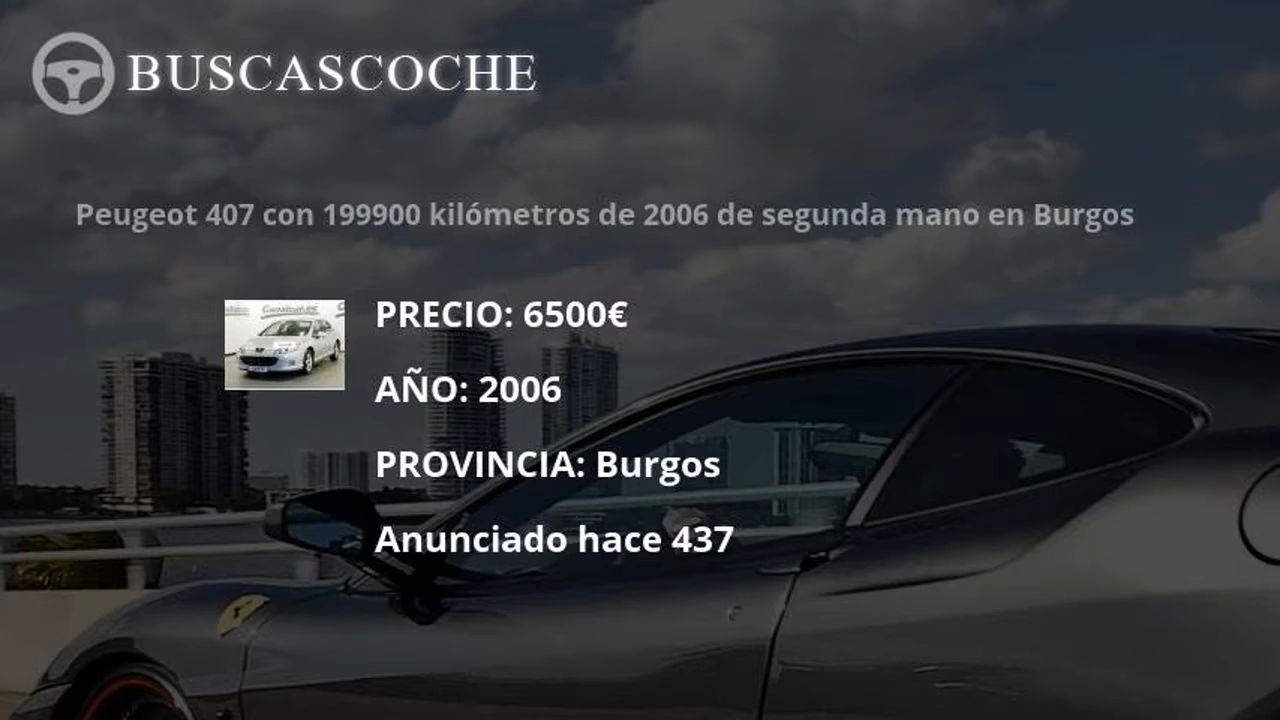 BUSCASCOCHE
Peugeot 407 con 199900 kilómetros de 2006 de segunda mano en Burgos
PRECIO: 6500€
AÑO: 2006
PROVINCIA: Burgos
Anunciado hace 437